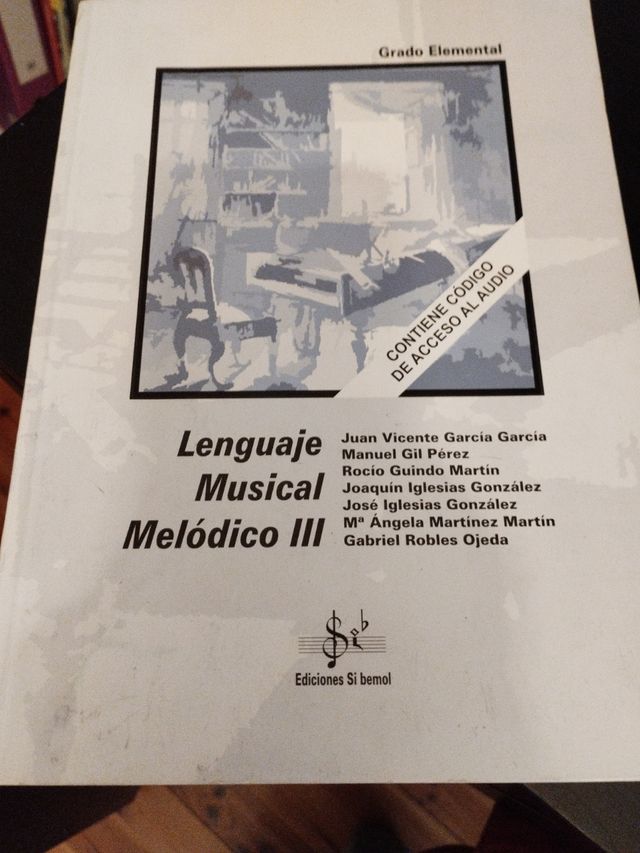 Grado Elemental
CONTIENE CÓDIGO
DE ACCESO AL AUDIO
Lenguaje
Musical
Melódico III
Juan Vicente García García
Manuel Gil Pérez
Rocío Guindo Martín
Joaquín Iglesias González
José Iglesias González
Mª Ángela Martínez Martín
Gabriel Robles Ojeda
Si b
Ediciones Si bemol